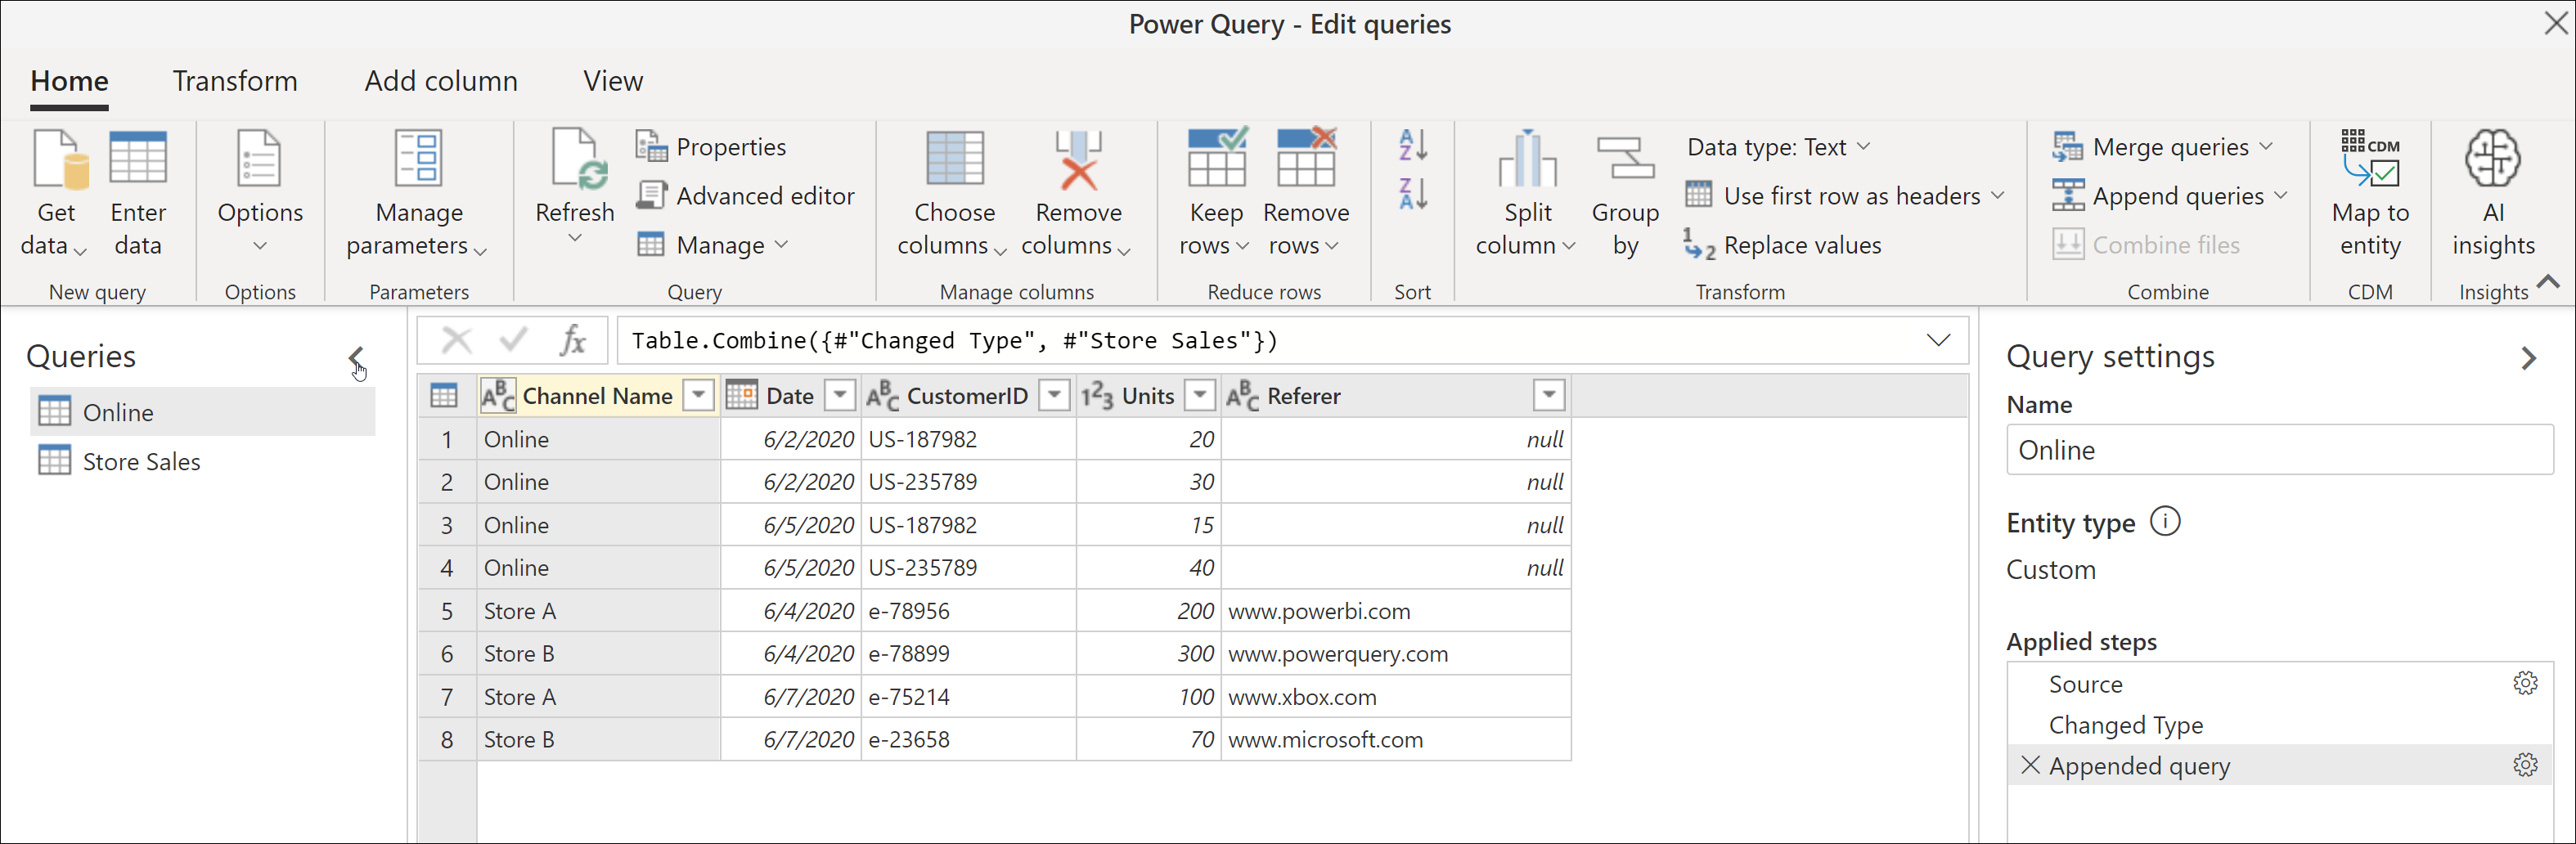 Power Query - Edit queries
Home Transform Add column View
Get data
Enter data
New query
Options
Options
Manage parameters
Parameters
Refresh
Properties
Advanced editor
Manage
Query
Choose columns
Remove columns
Manage columns
Keep rows
Remove rows
Reduce rows
A Z
Z A
Sort
Split column
Group by
Data type: Text
Use first row as headers
1 2 Replace values
Transform
Merge queries
Append queries
Combine files
Combine
CDM
Map to entity
CDM
AI insights
Insights
Queries
Online
Store Sales
fx Table.Combine({#"Changed Type", #"Store Sales"})
ABC Channel Name Date ABC CustomerID 123 Units ABC Referer
1 Online 6/2/2020 US-187982 20 null
2 Online 6/2/2020 US-235789 30 null
3 Online 6/5/2020 US-187982 15 null
4 Online 6/5/2020 US-235789 40 null
5 Store A 6/4/2020 e-78956 200 www.powerbi.com
6 Store B 6/4/2020 e-78899 300 www.powerquery.com
7 Store A 6/7/2020 e-75214 100 www.xbox.com
8 Store B 6/7/2020 e-23658 70 www.microsoft.com
Query settings
Name
Online
Entity type
Custom
Applied steps
Source
Changed Type
Appended query